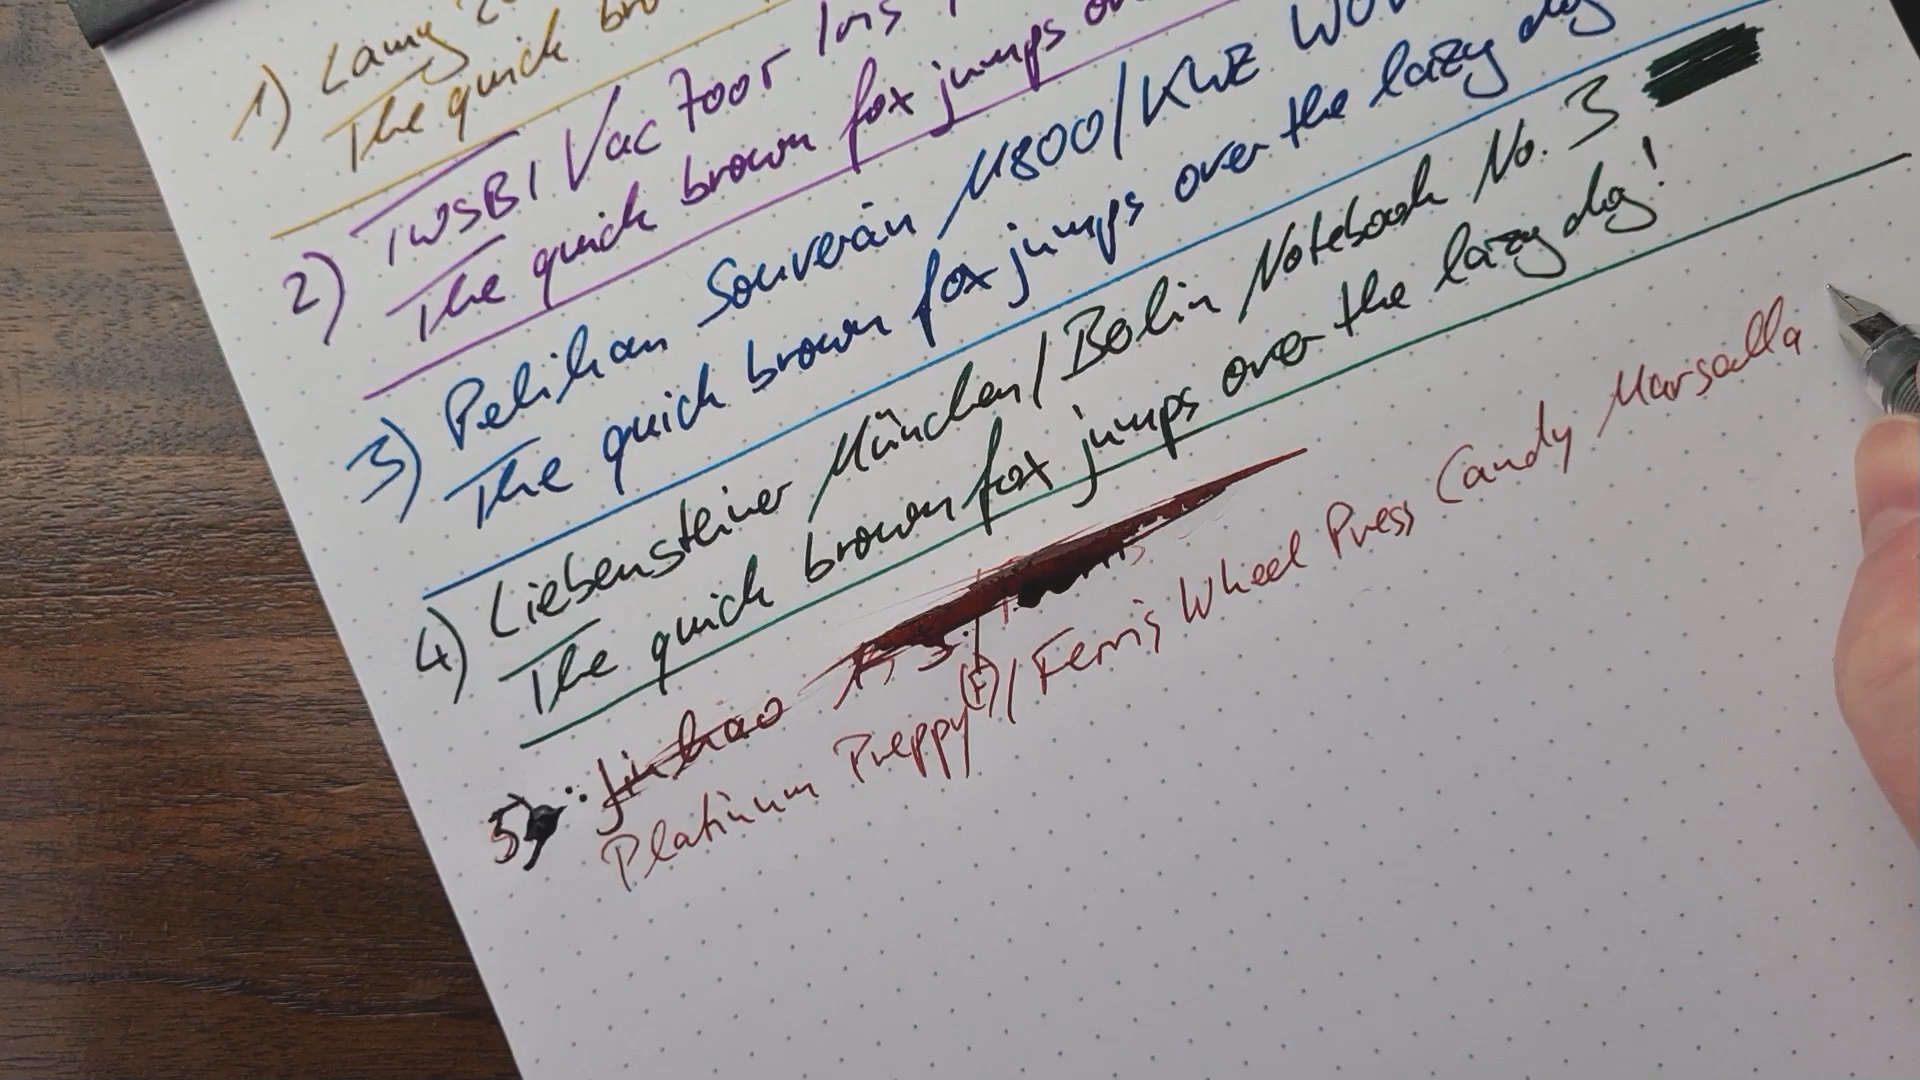 1) Lamy
The quick
2) TWSBI Vac 700r Iris
The quick brown fox jumps
3) Pelikan Souverän M800/KWZ
The quick brown fox jumps over the lazy dog
4) Liebensteiner München/Berlin Notebook No. 3
The quick brown fox jumps over the lazy dog!
5) Jinhao
Platinum Preppy (F)/Ferris Wheel Press Candy Marsalla